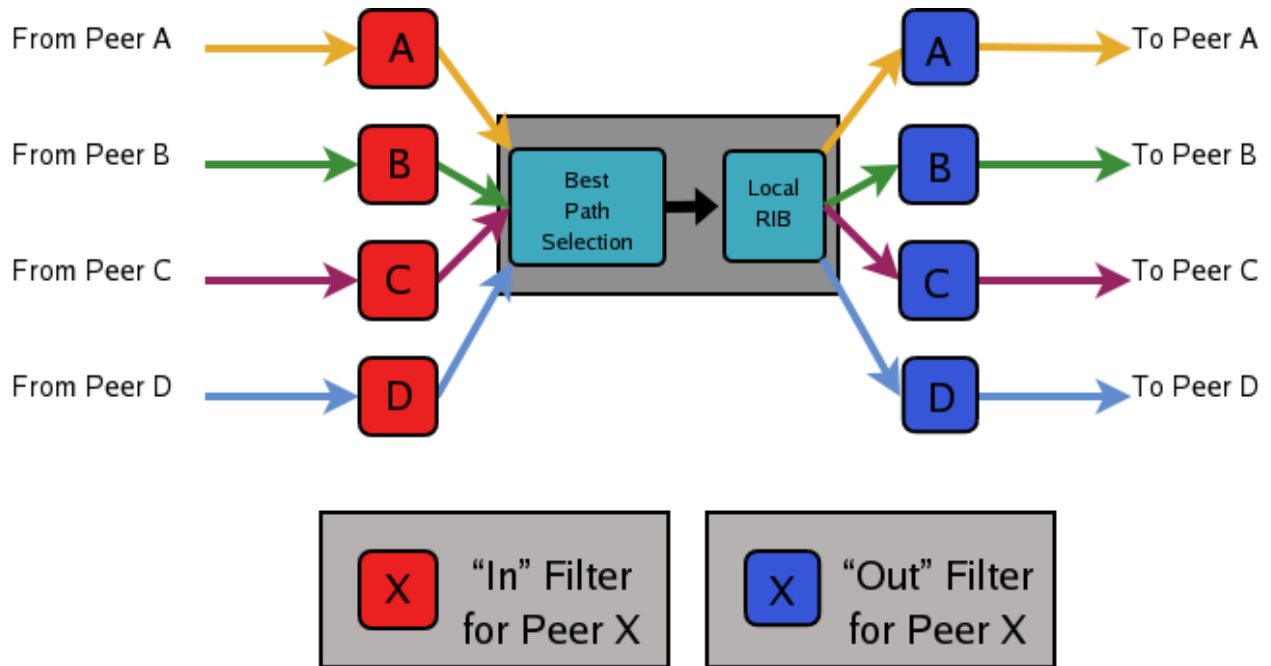 From Peer A
A
A
To Peer A
From Peer B
B
Best
Path
Selection
Local
RIB
B
To Peer B
From Peer C
C
C
To Peer C
From Peer D
D
D
To Peer D
X
“In” Filter
for Peer X
X
“Out” Filter
for Peer X